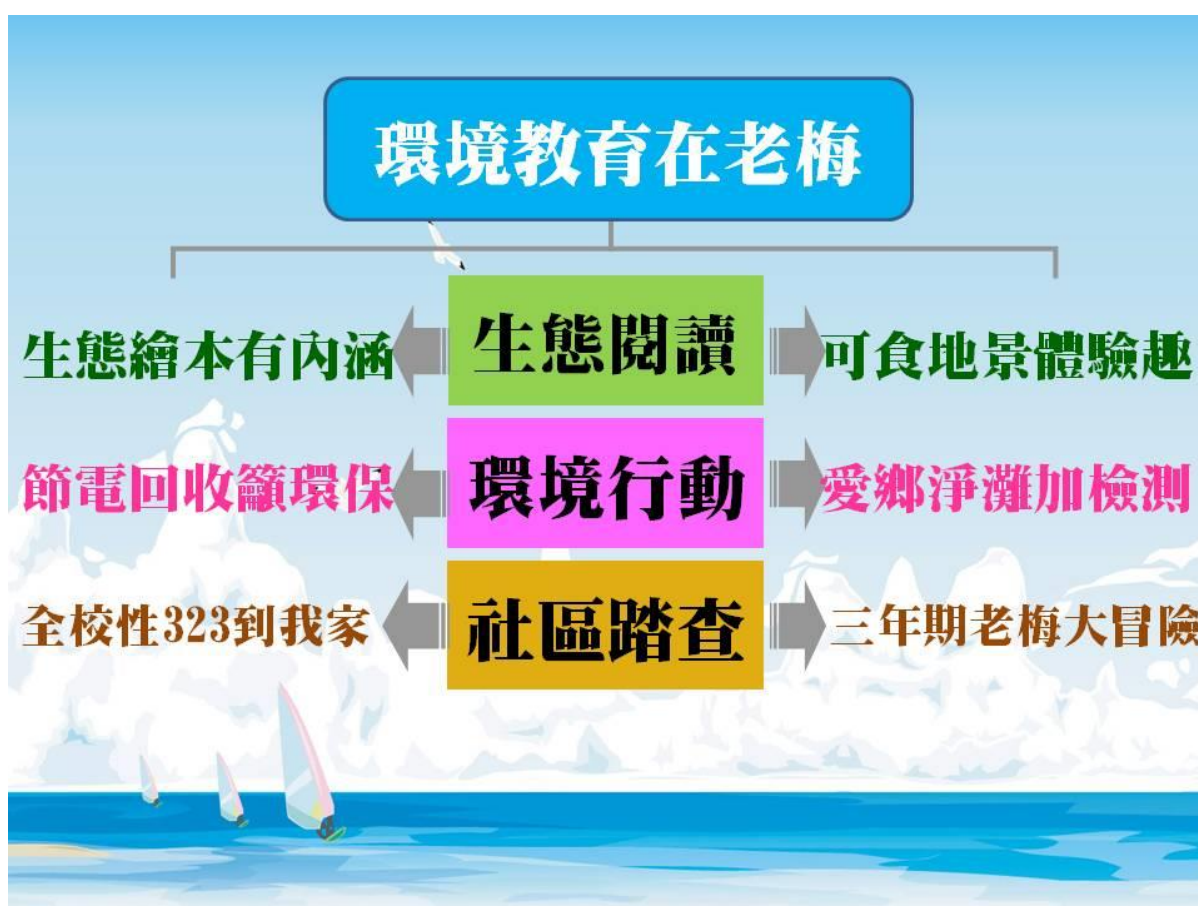 環境教育在老梅
生態繪本有內涵 生態閱讀 可食地景體驗趣
節電回收籲環保 環境行動 愛鄉淨灘加檢測
全校性323到我家 社區踏查 三年期老梅大冒險